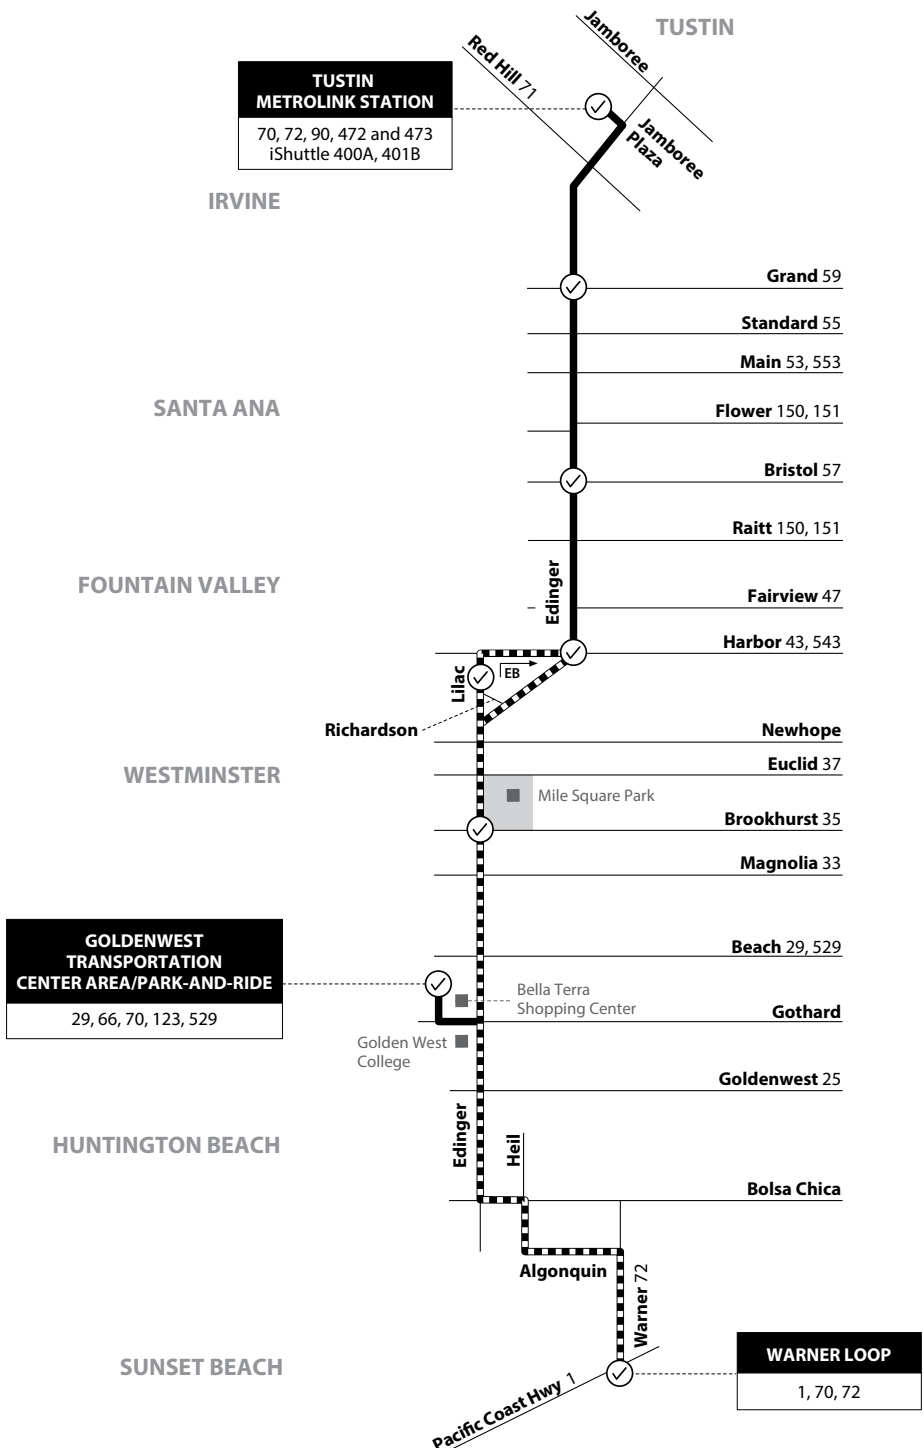 TUSTIN
Jamboree
Red Hill 71
TUSTIN
METROLINK STATION
70, 72, 90, 472 and 473
iShuttle 400A, 401B
Jamboree
Plaza
IRVINE
Grand 59
Standard 55
Main 53, 553
SANTA ANA
Flower 150, 151
Bristol 57
Raitt 150, 151
FOUNTAIN VALLEY
Edinger
Fairview 47
Harbor 43, 543
EB
Lilac
Richardson
Newhope
WESTMINSTER
Euclid 37
Mile Square Park
Brookhurst 35
Magnolia 33
GOLDENWEST
TRANSPORTATION
CENTER AREA/PARK-AND-RIDE
29, 66, 70, 123, 529
Beach 29, 529
Bella Terra
Shopping Center
Gothard
Golden West
College
Goldenwest 25
HUNTINGTON BEACH
Edinger
Heil
Bolsa Chica
Algonquin
Warner 72
SUNSET BEACH
WARNER LOOP
1, 70, 72
Pacific Coast Hwy 1